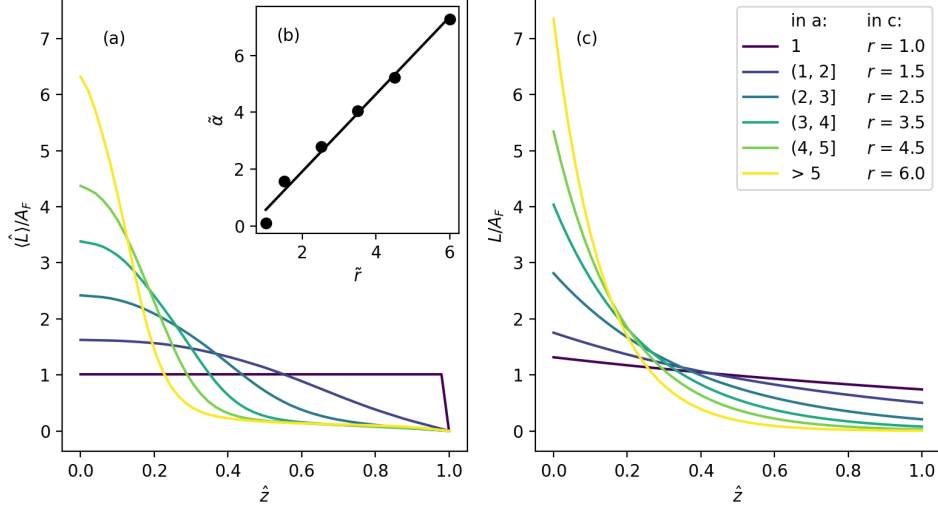 (a)
7
6
5
4
3
2
1
0
⟨L̂⟩/A_F
0.0 0.2 0.4 0.6 0.8 1.0
ẑ
(b)
6
4
2
0
α̃
2 4 6
r̃
(c)
7
6
5
4
3
2
1
0
L/A_F
0.0 0.2 0.4 0.6 0.8 1.0
ẑ
in a: in c:
1 r = 1.0
(1, 2] r = 1.5
(2, 3] r = 2.5
(3, 4] r = 3.5
(4, 5] r = 4.5
> 5 r = 6.0